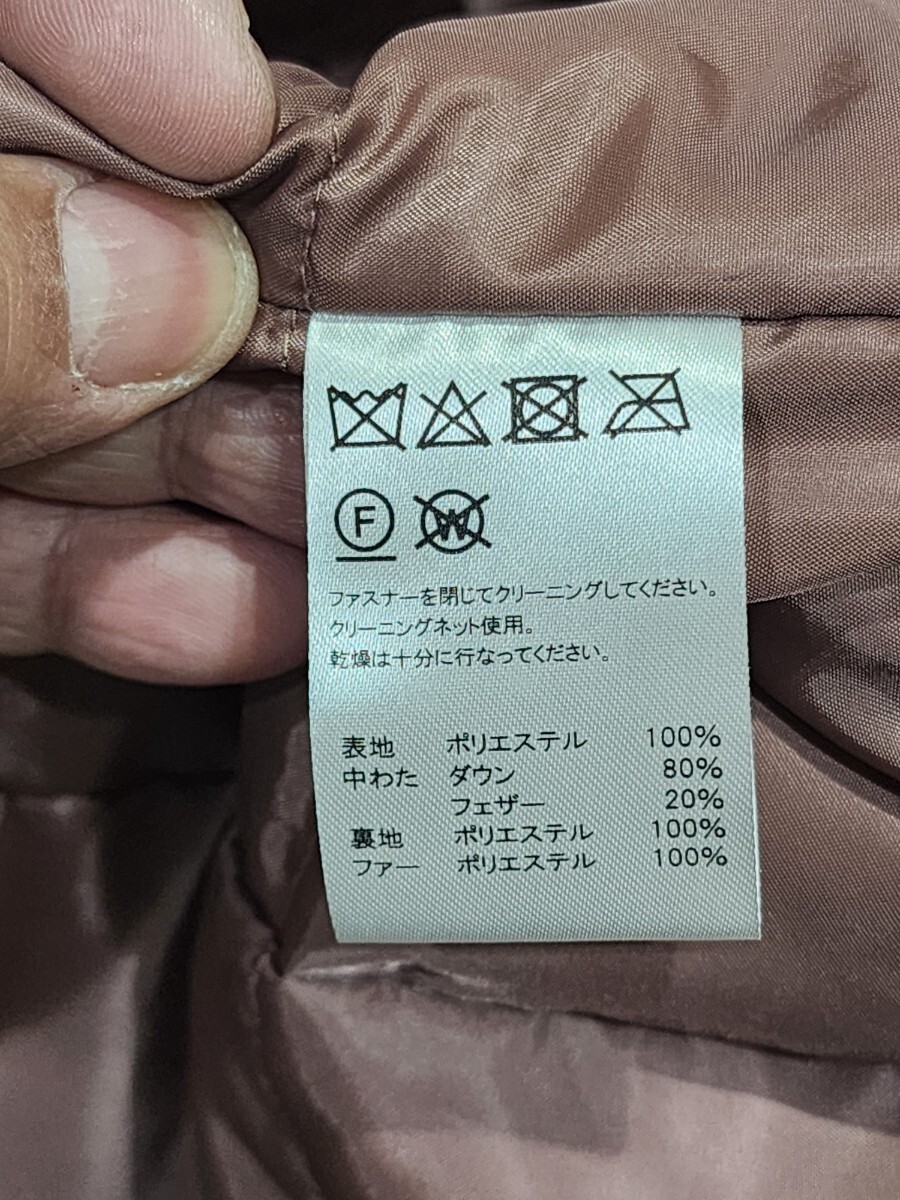 F W
ファスナーを閉じてクリーニングしてください。
クリーニングネット使用。
乾燥は十分に行なってください。
表地 ポリエステル 100%
中わた ダウン 80%
フェザー 20%
裏地 ポリエステル 100%
ファー ポリエステル 100%